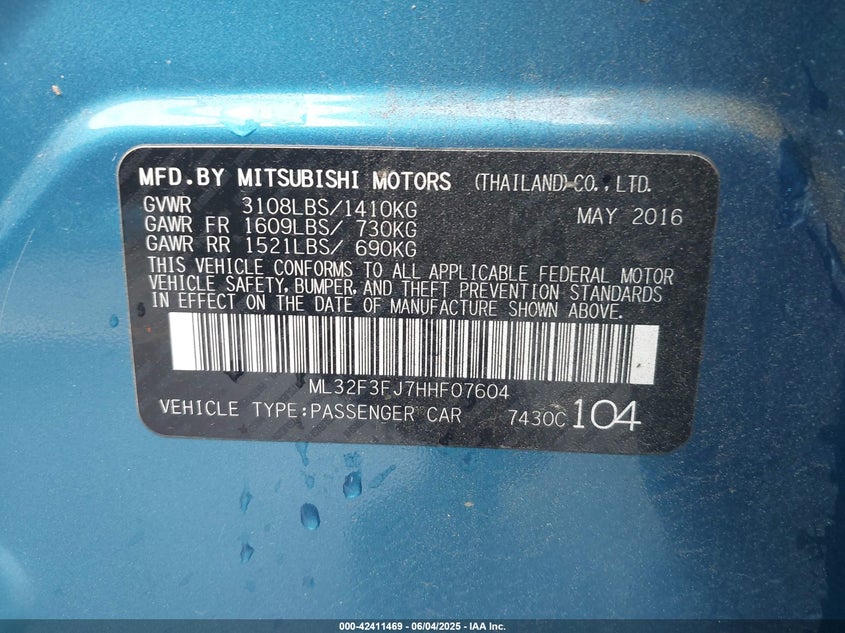 MFD.BY MITSUBISHI MOTORS (THAILAND) CO.,LTD.
GVWR 3108LBS/1410KG MAY 2016
GAWR FR 1609LBS/ 730KG
GAWR RR 1521LBS/ 690KG
THIS VEHICLE CONFORMS TO ALL APPLICABLE FEDERAL MOTOR
VEHICLE SAFETY, BUMPER, AND THEFT PREVENTION STANDARDS
IN EFFECT ON THE DATE OF MANUFACTURE SHOWN ABOVE.
ML32F3FJ7HHF07604
VEHICLE TYPE:PASSENGER CAR 7430C 104
000-42411469 | 06/04/2025 - IAA Inc.